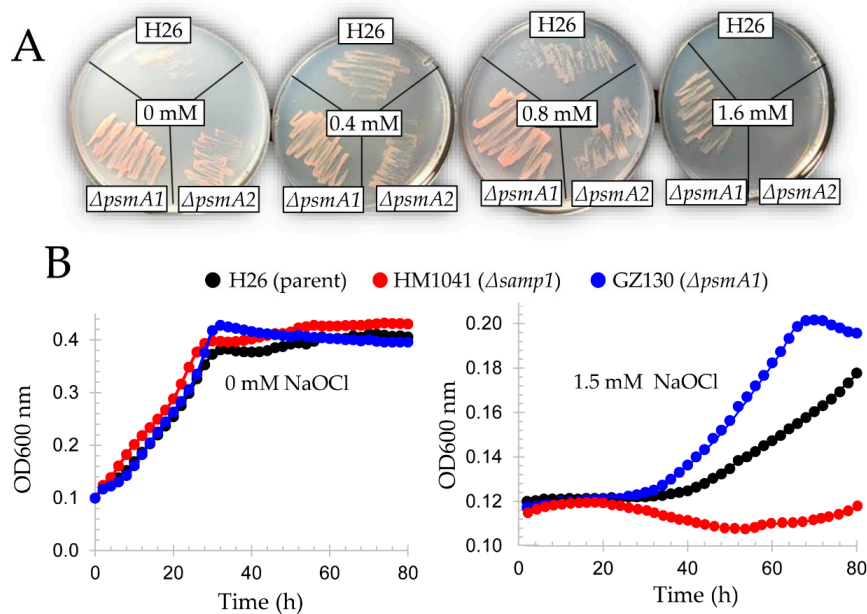 A
H26
H26
H26
H26
0 mM
0.4 mM
0.8 mM
1.6 mM
ΔpsmA1
ΔpsmA2
ΔpsmA1
ΔpsmA2
ΔpsmA1
ΔpsmA2
ΔpsmA1
ΔpsmA2
B
H26 (parent)
HM1041 (Δsamp1)
GZ130 (ΔpsmA1)
OD600 nm
0.4
0.3
0.2
0.1
0.0
0 mM NaOCl
0
20
40
60
80
Time (h)
OD600 nm
0.20
0.18
0.16
0.14
0.12
0.10
1.5 mM NaOCl
0
20
40
60
80
Time (h)